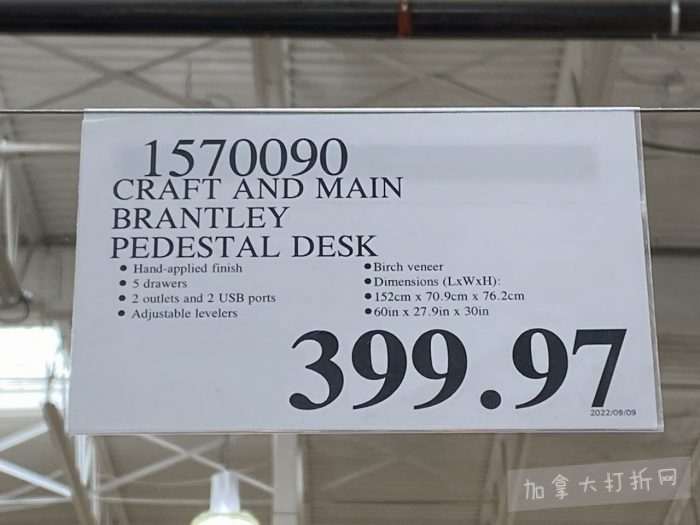 1570090
CRAFT AND MAIN
BRANTLEY
PEDESTAL DESK
• Hand-applied finish
• 5 drawers
• 2 outlets and 2 USB ports
• Adjustable levelers
• Birch veneer
• Dimensions (LxWxH):
• 152cm x 70.9cm x 76.2cm
• 60in x 27.9in x 30in
399.97
2022/09/09
加拿大打折网